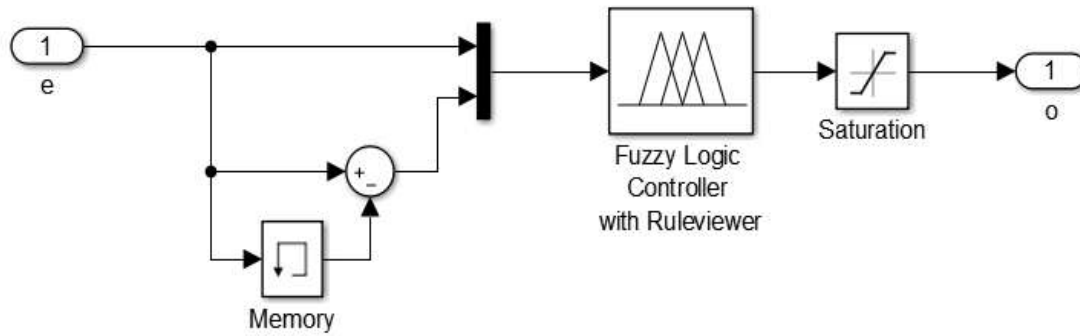 1
e
+
−
Memory
Fuzzy Logic
Controller
with Ruleviewer
Saturation
1
o